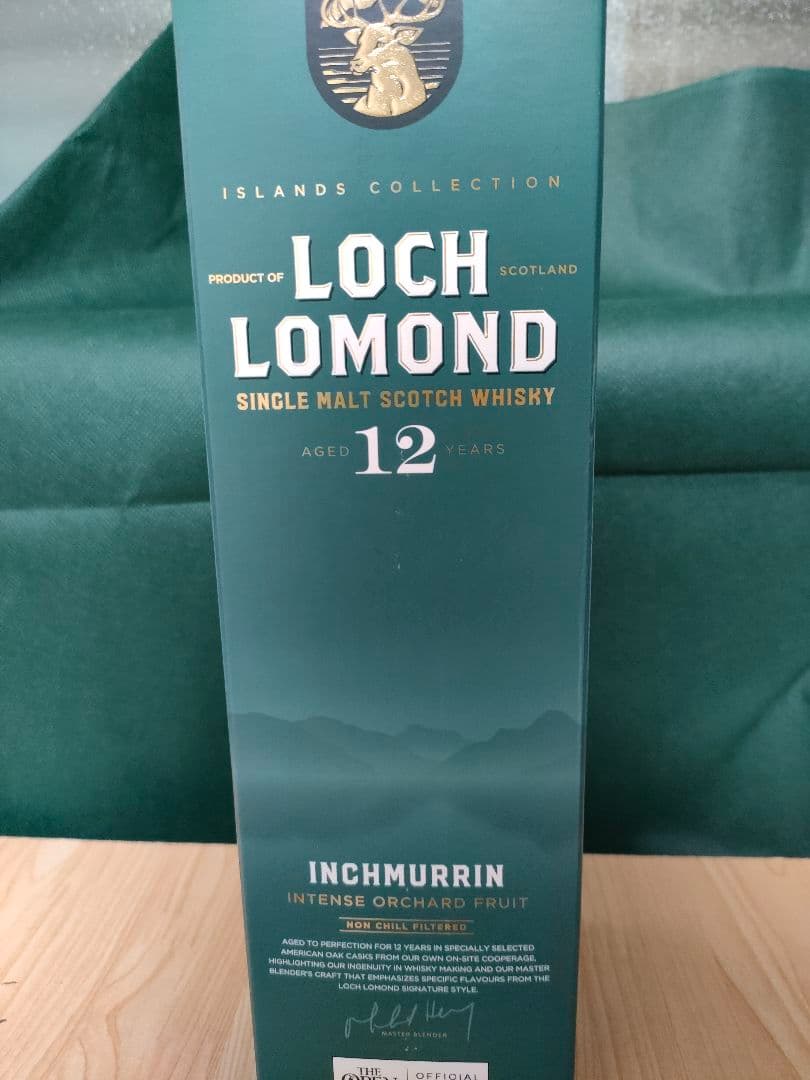 ISLANDS COLLECTION
PRODUCT OF LOCH SCOTLAND
LOMOND
SINGLE MALT SCOTCH WHISKY
AGED 12 YEARS
INCHMURRIN
INTENSE ORCHARD FRUIT
NON CHILL FILTERED
AGED TO PERFECTION FOR 12 YEARS IN SPECIALLY SELECTED
AMERICAN OAK CASKS FROM OUR OWN ON-SITE COOPERAGE,
HIGHLIGHTING OUR INGENUITY IN WHISKY MAKING AND OUR MASTER
BLENDER'S CRAFT THAT EMPHASIZES SPECIFIC FLAVOURS FROM THE
LOCH LOMOND SIGNATURE STYLE.
MASTER BLENDER
THE OFFICIAL
OPEN